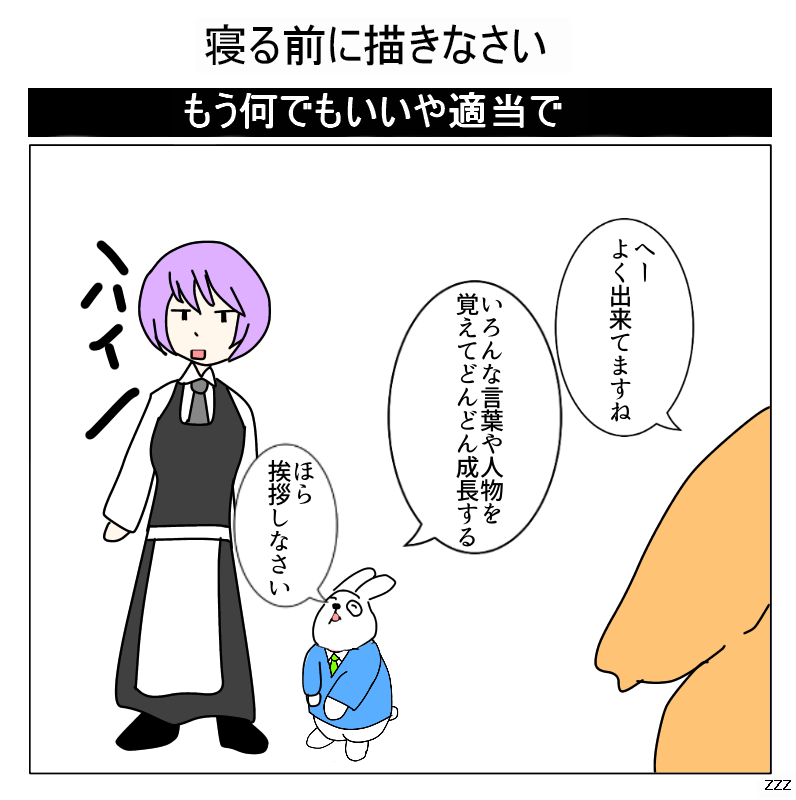 寝る前に描きなさい
もう何でもいいや適当で
へー
よく出来てますね
いろんな言葉や人物を
覚えてどんどん成長する
ほら
挨拶しなさい
ハイー
zzz